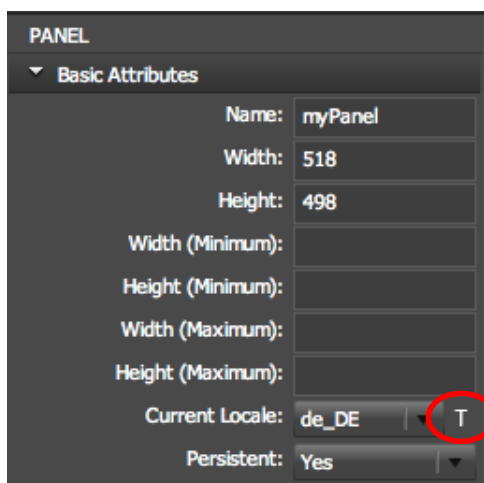 PANEL
Basic Attributes
Name: myPanel
Width: 518
Height: 498
Width (Minimum):
Height (Minimum):
Width (Maximum):
Height (Maximum):
Current Locale: de_DE T
Persistent: Yes